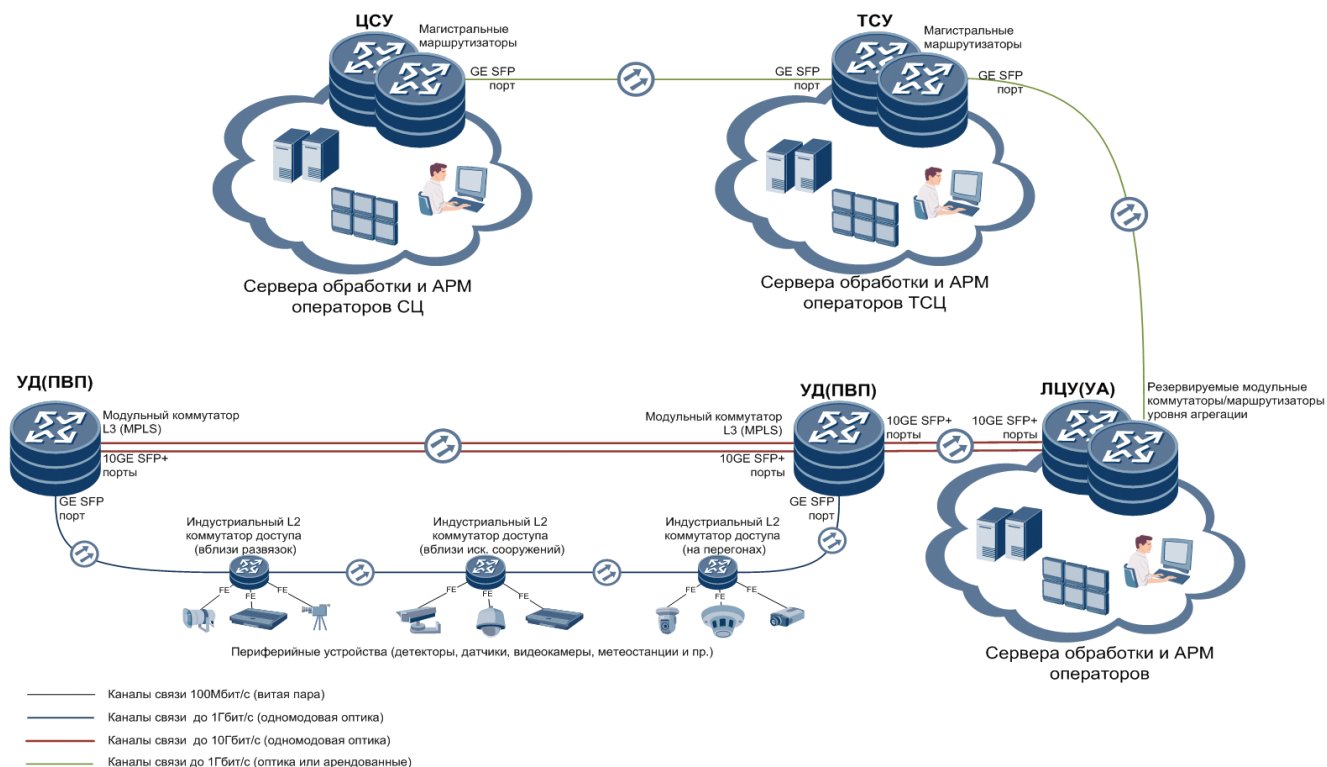 ЦСУ
Магистральные
маршрутизаторы
GE SFP
порт
GE SFP
порт
ТСУ
Магистральные
маршрутизаторы
GE SFP
порт
Сервера обработки и АРМ
операторов СЦ
Сервера обработки и АРМ
операторов ТСЦ
УД(ПВП)
Модульный коммутатор
L3 (MPLS)
10GE SFP+
порты
GE SFP
порт
УД(ПВП)
Модульный коммутатор
L3 (MPLS)
10GE SFP+
порты
GE SFP
порт
10GE SFP+
порты
10GE SFP+
порты
ЛЦУ(УА)
Резервируемые модульные
коммутаторы/маршрутизаторы
уровня агрегации
Индустриальный L2
коммутатор доступа
(вблизи развязок)
Индустриальный L2
коммутатор доступа
(вблизи иск. сооружений)
Индустриальный L2
коммутатор доступа
(на перегонах)
FE
FE
FE
FE
FE
FE
FE
FE
FE
Периферийные устройства (детекторы, датчики, видеокамеры, метеостанции и пр.)
Сервера обработки и АРМ
операторов
Каналы связи 100Мбит/с (витая пара)
Каналы связи до 1Гбит/с (одномодовая оптика)
Каналы связи до 10Гбит/с (одномодовая оптика)
Каналы связи до 1Гбит/с (оптика или арендованные)